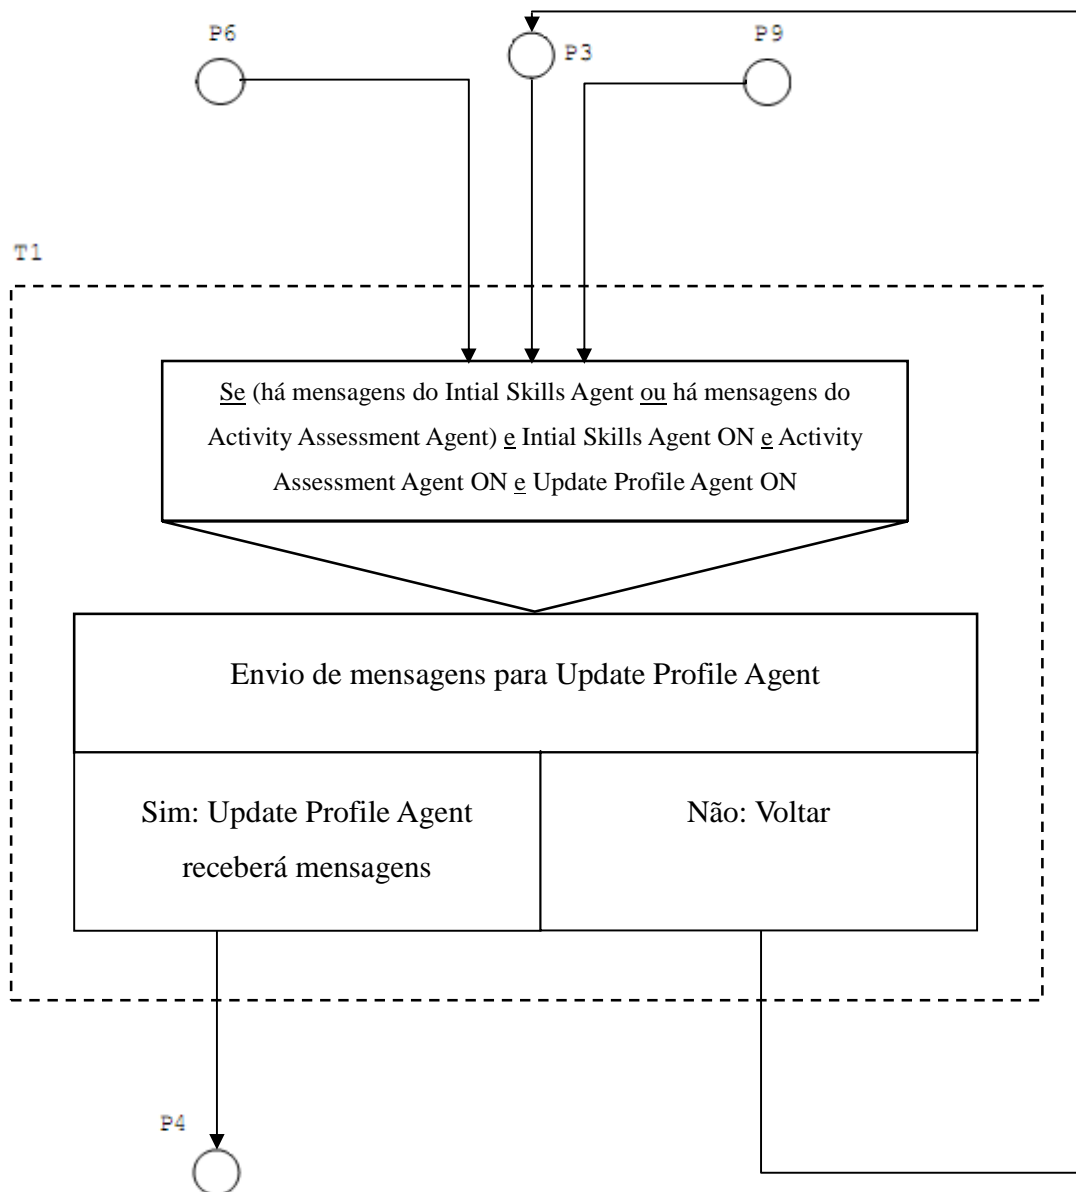 P6
P3
P9
T1
Se (há mensagens do Intial Skills Agent ou há mensagens do
Activity Assessment Agent) e Intial Skills Agent ON e Activity
Assessment Agent ON e Update Profile Agent ON
Envio de mensagens para Update Profile Agent
Sim: Update Profile Agent
receberá mensagens
Não: Voltar
P4